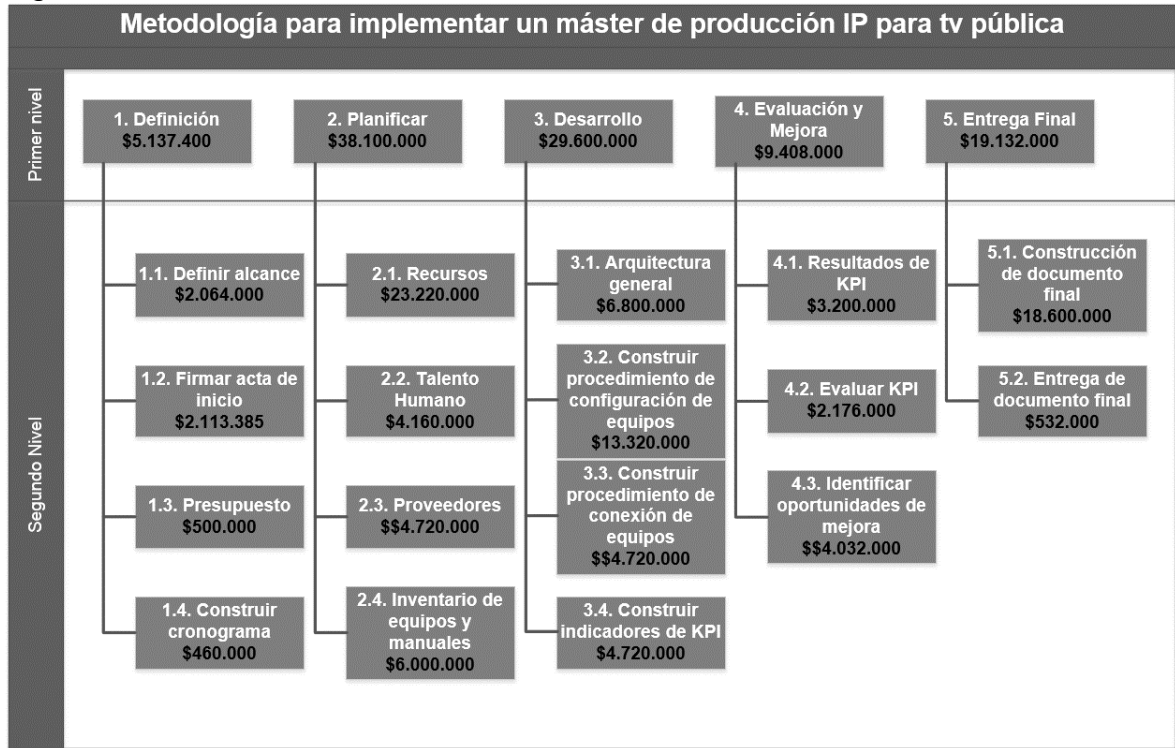 Metodología para implementar un máster de producción IP para tv pública
Primer nivel
1. Definición
$5.137.400
2. Planificar
$38.100.000
3. Desarrollo
$29.600.000
4. Evaluación y
Mejora
$9.408.000
5. Entrega Final
$19.132.000
Segundo Nivel
1.1. Definir alcance
$2.064.000
1.2. Firmar acta de
inicio
$2.113.385
1.3. Presupuesto
$500.000
1.4. Construir
cronograma
$460.000
2.1. Recursos
$23.220.000
2.2. Talento
Humano
$4.160.000
2.3. Proveedores
$$4.720.000
2.4. Inventario de
equipos y
manuales
$6.000.000
3.1. Arquitectura
general
$6.800.000
3.2. Construir
procedimiento de
configuración de
equipos
$13.320.000
3.3. Construir
procedimiento de
conexión de
equipos
$$4.720.000
3.4. Construir
indicadores de KPI
$4.720.000
4.1. Resultados de
KPI
$3.200.000
4.2. Evaluar KPI
$2.176.000
4.3. Identificar
oportunidades de
mejora
$$4.032.000
5.1. Construcción
de documento
final
$18.600.000
5.2. Entrega de
documento final
$532.000